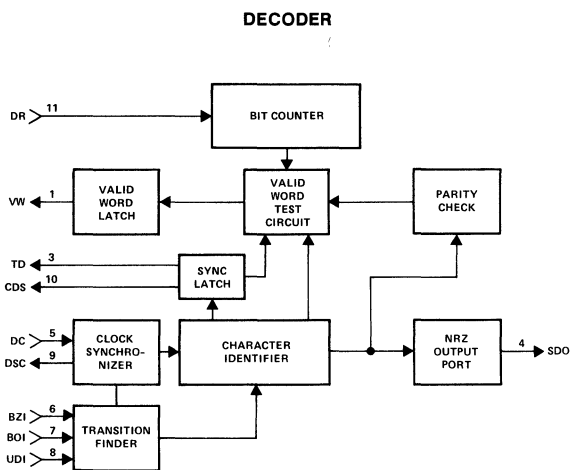 DECODER
DR 11
BIT COUNTER
VW 1
VALID
WORD
LATCH
VALID
WORD
TEST
CIRCUIT
PARITY
CHECK
TD 3
CDS 10
SYNC
LATCH
DC 5
DSC 9
CLOCK
SYNCHRO-
NIZER
CHARACTER
IDENTIFIER
NRZ
OUTPUT
PORT
4 SDO
BZI 6
BOI 7
UDI 8
TRANSITION
FINDER